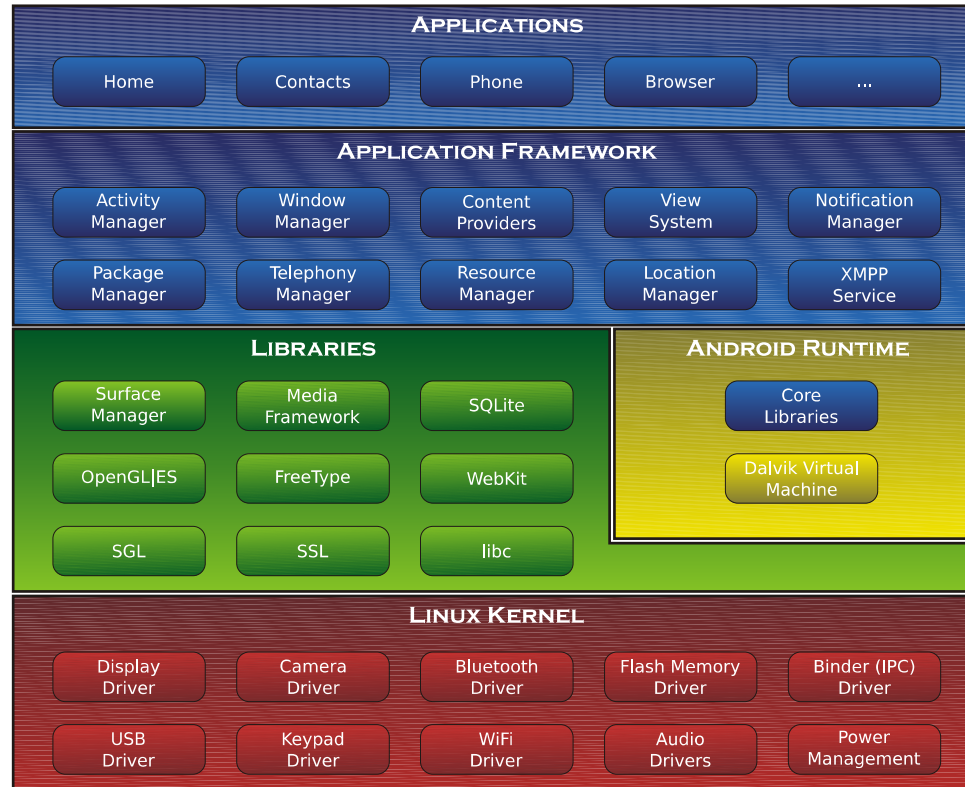 APPLICATIONS
Home
Contacts
Phone
Browser
...
APPLICATION FRAMEWORK
Activity
Manager
Window
Manager
Content
Providers
View
System
Notification
Manager
Package
Manager
Telephony
Manager
Resource
Manager
Location
Manager
XMPP
Service
LIBRARIES
Surface
Manager
Media
Framework
SQLite
OpenGL|ES
FreeType
WebKit
SGL
SSL
libc
ANDROID RUNTIME
Core
Libraries
Dalvik Virtual
Machine
LINUX KERNEL
Display
Driver
Camera
Driver
Bluetooth
Driver
Flash Memory
Driver
Binder (IPC)
Driver
USB
Driver
Keypad
Driver
WiFi
Driver
Audio
Drivers
Power
Management